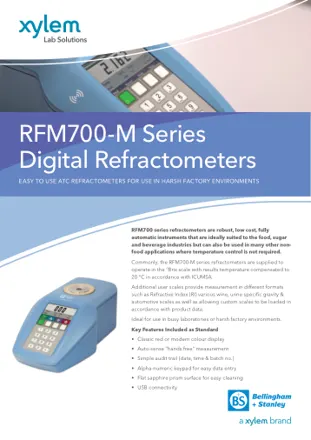 xylem
Lab Solutions
RFM700-M Series
Digital Refractometers
EASY TO USE ATC REFRACTOMETERS FOR USE IN HARSH FACTORY ENVIRONMENTS
RFM700 series refractometers are robust, low cost, fully
automatic instruments that are ideally suited to the food, sugar
and beverage industries but can also be used in many other non-
food applications where temperature control is not required.
Commonly, the RFM700-M series refractometers are supplied to
operate in the °Brix scale with results temperature compensated to
20 °C in accordance with ICUMSA.
Additional user scales provide measurement in different formats
such as Refractive Index (RI) various wine, urine specific gravity &
automotive scales as well as allowing custom scales to be loaded in
accordance with product data.
Ideal for use in busy laboratories or harsh factory environments.
Key Features Included as Standard
• Classic red or modern colour display
• Auto-sense "hands free" measurement
• Simple audit trail (date, time & batch no.)
• Alpha-numeric keypad for easy data entry
• Flat sapphire prism surface for easy cleaning
• USB connectivity
BS
Bellingham
+ Stanley
a xylem brand